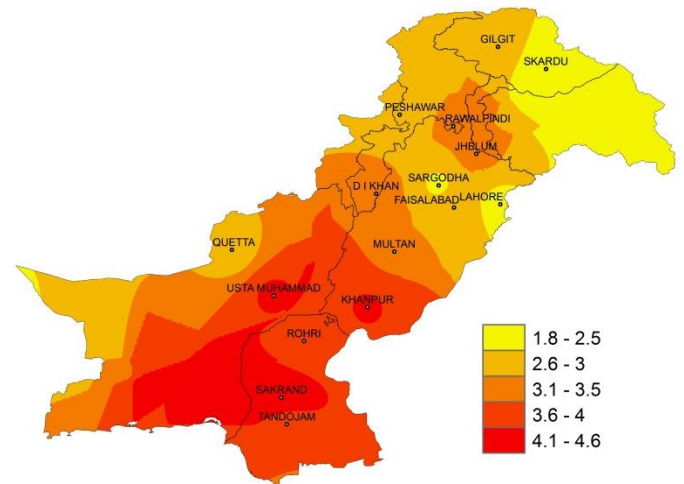 GILGIT
SKARDU
PESHAWAR
RAWALPINDI
JHELUM
SARGODHA
D I KHAN
FAISALABAD
LAHORE
QUETTA
MULTAN
USTA MUHAMMAD
KHANPUR
ROHRI
SAKRAND
TANDOJAM
1.8 - 2.5
2.6 - 3
3.1 - 3.5
3.6 - 4
4.1 - 4.6